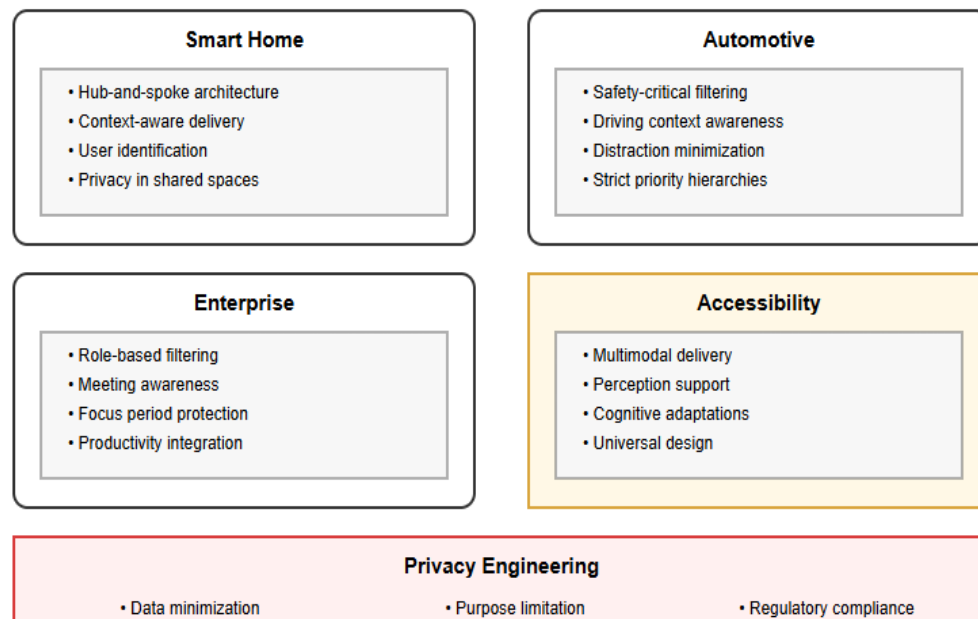 Smart Home
• Hub-and-spoke architecture
• Context-aware delivery
• User identification
• Privacy in shared spaces
Automotive
• Safety-critical filtering
• Driving context awareness
• Distraction minimization
• Strict priority hierarchies
Enterprise
• Role-based filtering
• Meeting awareness
• Focus period protection
• Productivity integration
Accessibility
• Multimodal delivery
• Perception support
• Cognitive adaptations
• Universal design
Privacy Engineering
• Data minimization
• Purpose limitation
• Regulatory compliance